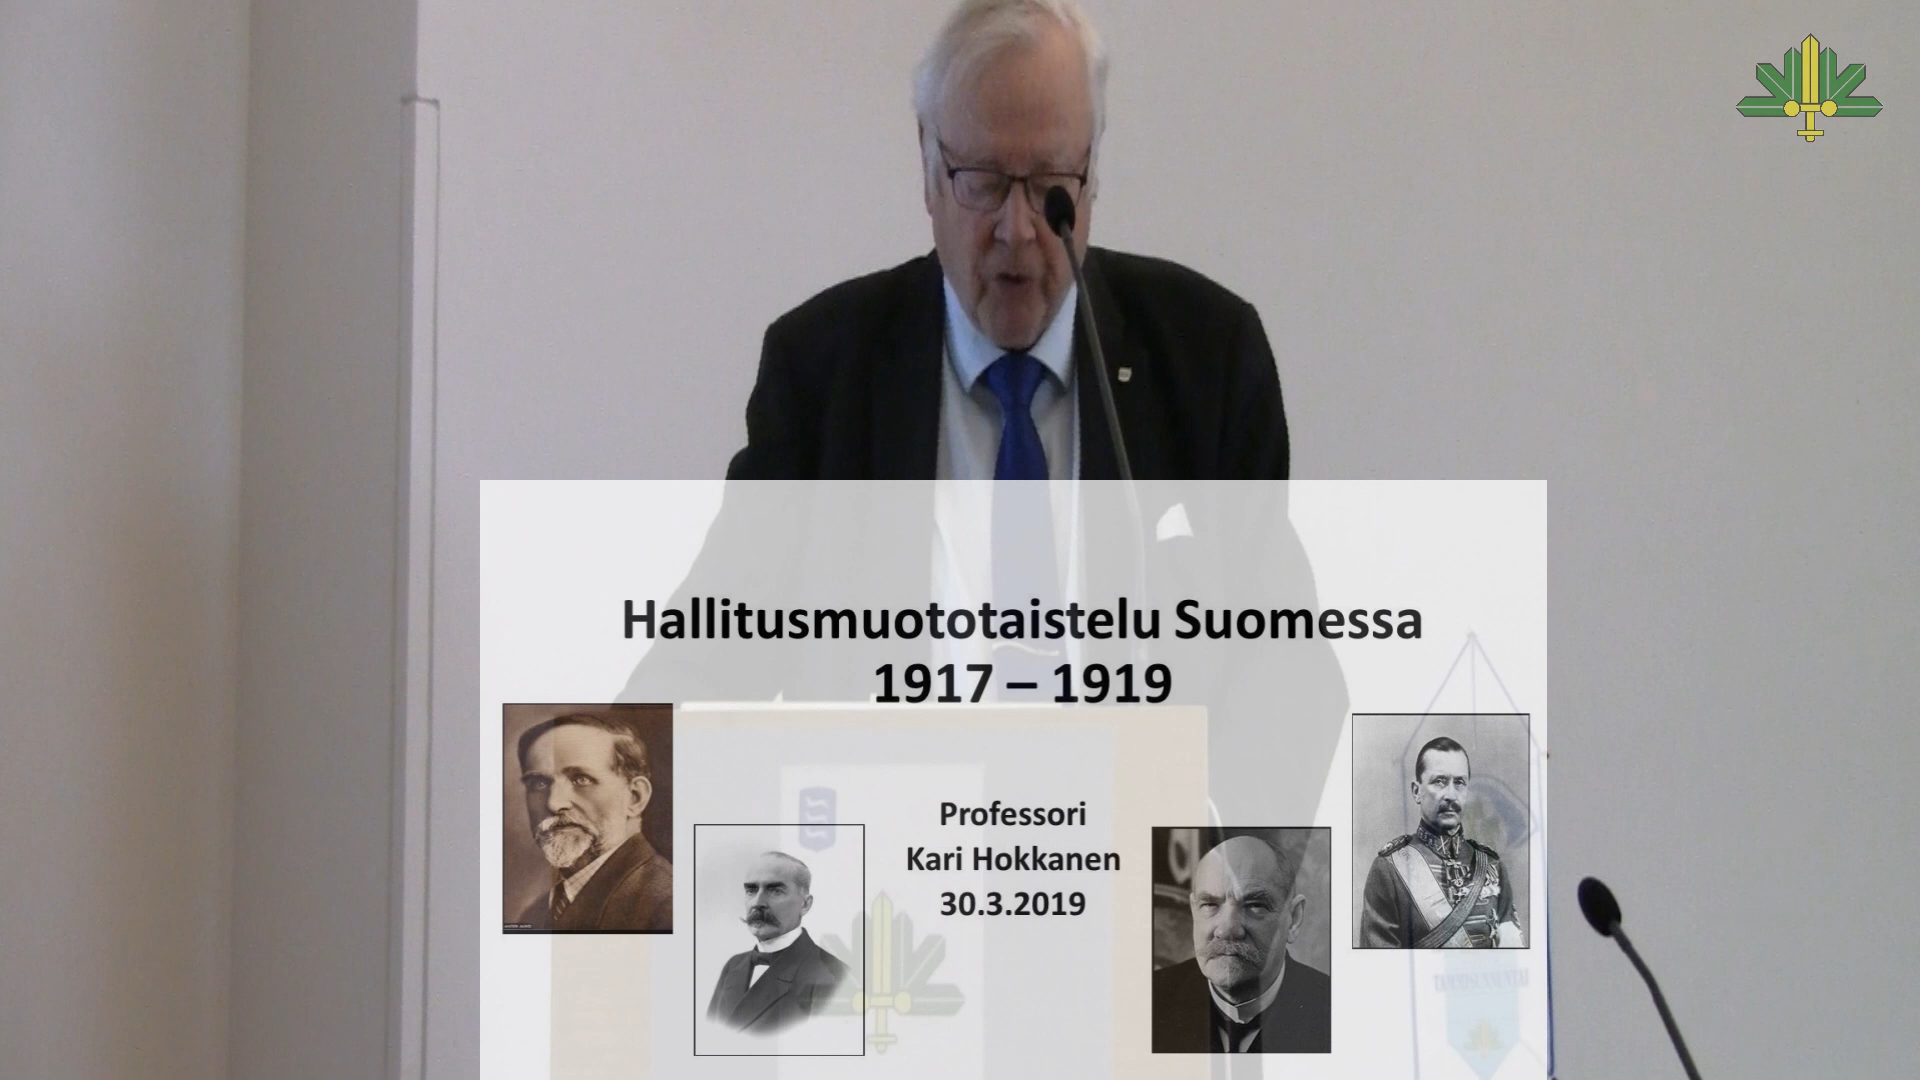 Hallitusmuototaistelu Suomessa
1917 – 1919
Professori
Kari Hokkanen
30.3.2019